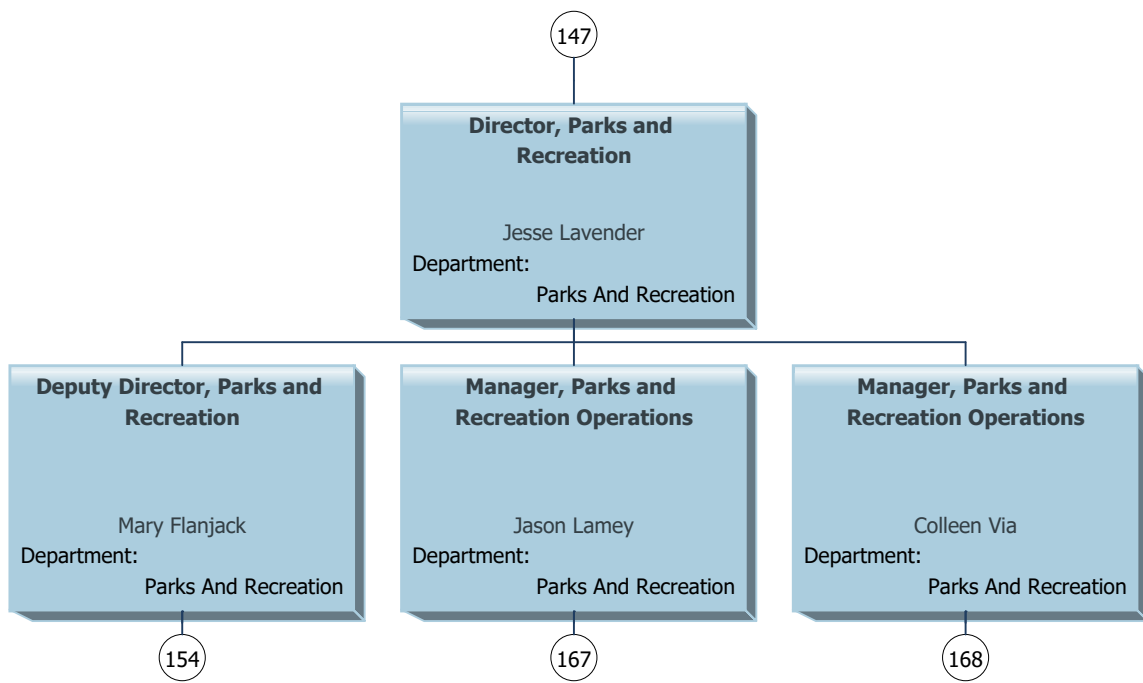 147
Director, Parks and
Recreation
Jesse Lavender
Department:
Parks And Recreation
Deputy Director, Parks and
Recreation
Mary Flanjack
Department:
Parks And Recreation
154
Manager, Parks and
Recreation Operations
Jason Lamey
Department:
Parks And Recreation
167
Manager, Parks and
Recreation Operations
Colleen Via
Department:
Parks And Recreation
168